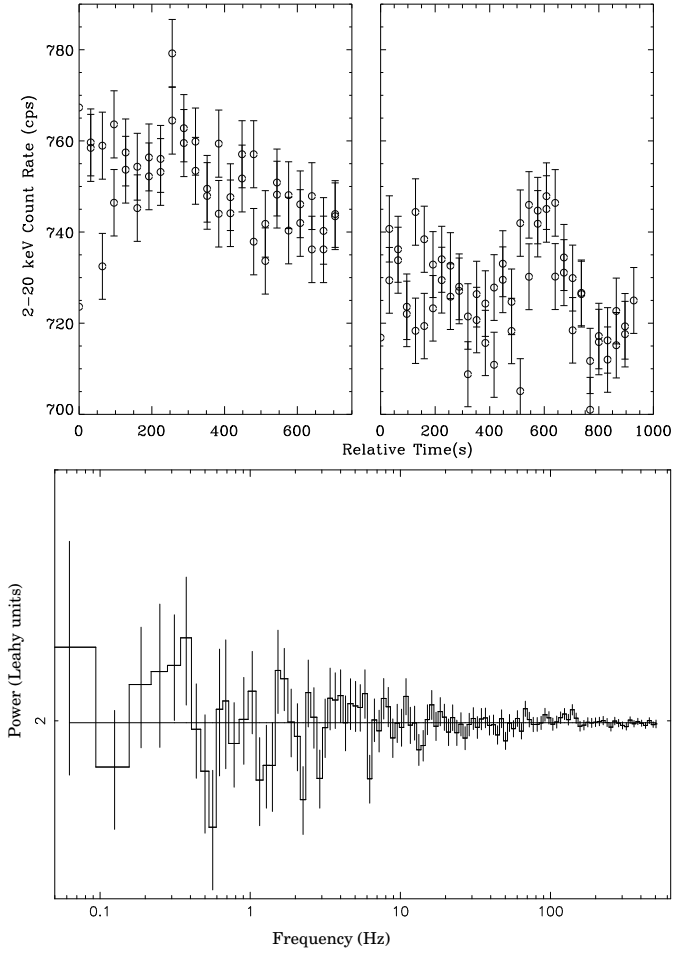 2-20 keV Count Rate (cps)
780
760
740
720
700
0 200 400 600
0 200 400 600 800 1000
Relative Time(s)
Power (Leahy units)
2
0.1 1 10 100
Frequency (Hz)